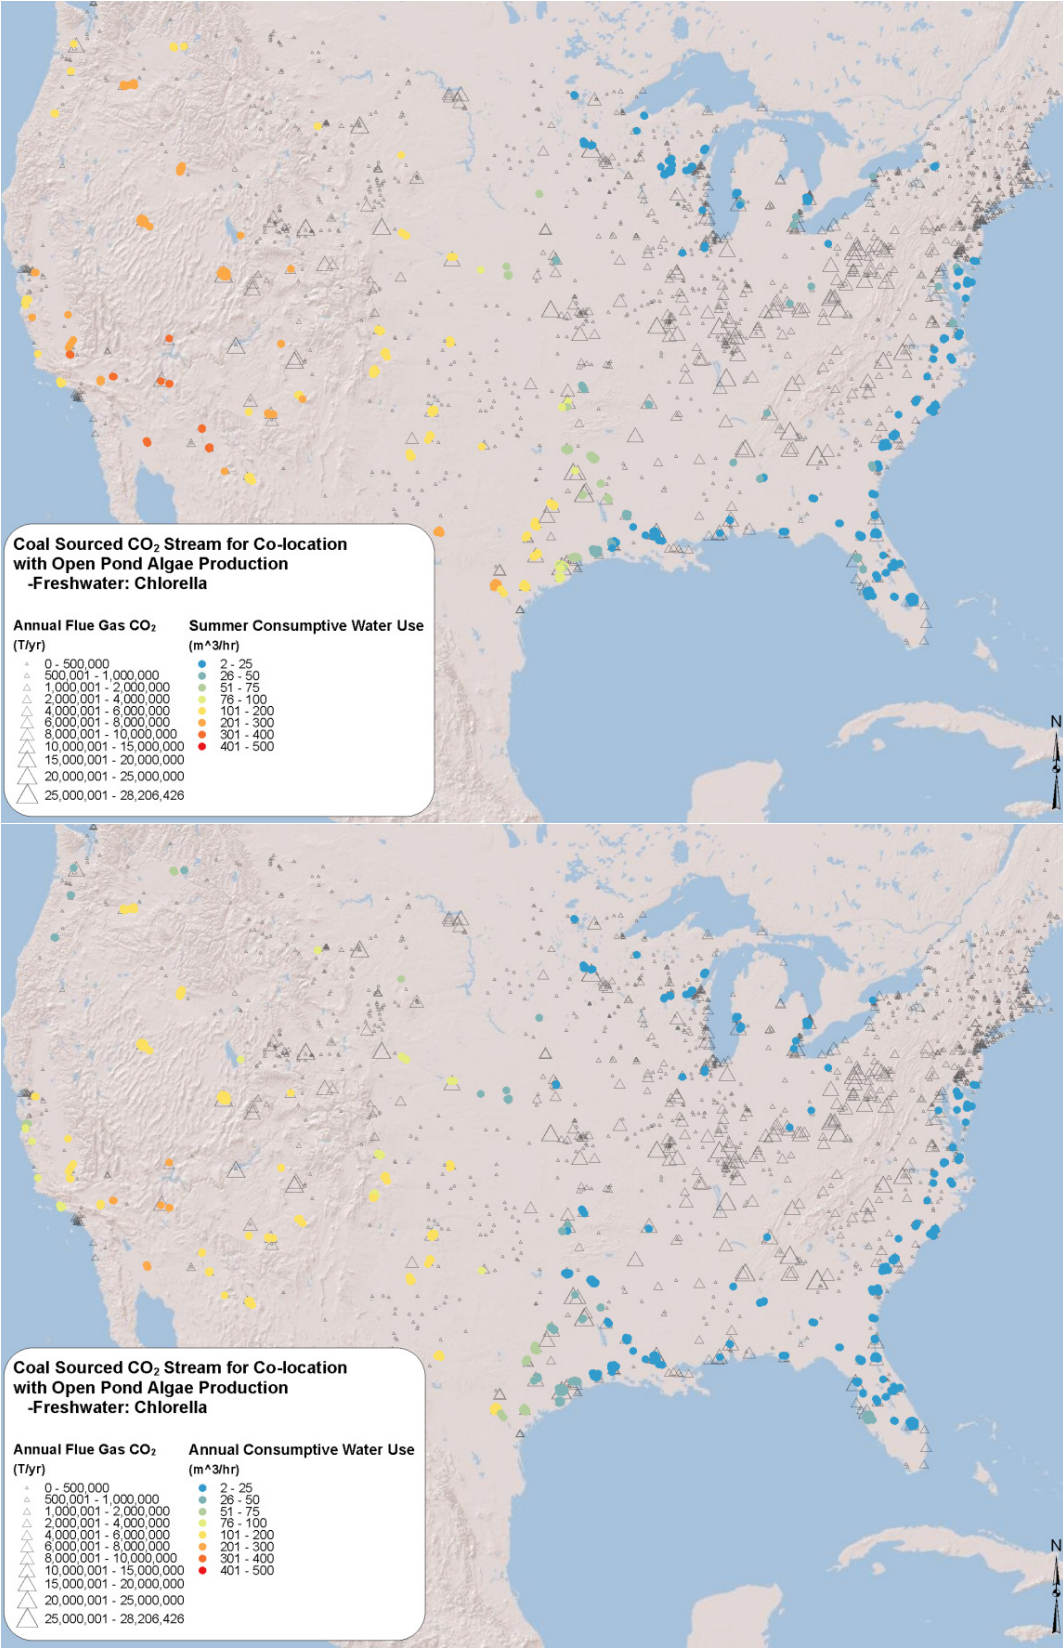 Coal Sourced CO₂ Stream for Co-location
with Open Pond Algae Production
-Freshwater: Chlorella
Annual Flue Gas CO₂
(T/yr)
0 - 500,000
500,001 - 1,000,000
1,000,001 - 2,000,000
2,000,001 - 4,000,000
4,000,001 - 6,000,000
6,000,001 - 8,000,000
8,000,001 - 10,000,000
10,000,001 - 15,000,000
15,000,001 - 20,000,000
20,000,001 - 25,000,000
25,000,001 - 28,206,426
Summer Consumptive Water Use
(m^3/hr)
2 - 25
26 - 50
51 - 75
76 - 100
101 - 200
201 - 300
301 - 400
401 - 500
N
Coal Sourced CO₂ Stream for Co-location
with Open Pond Algae Production
-Freshwater: Chlorella
Annual Flue Gas CO₂
(T/yr)
0 - 500,000
500,001 - 1,000,000
1,000,001 - 2,000,000
2,000,001 - 4,000,000
4,000,001 - 6,000,000
6,000,001 - 8,000,000
8,000,001 - 10,000,000
10,000,001 - 15,000,000
15,000,001 - 20,000,000
20,000,001 - 25,000,000
25,000,001 - 28,206,426
Annual Consumptive Water Use
(m^3/hr)
2 - 25
26 - 50
51 - 75
76 - 100
101 - 200
201 - 300
301 - 400
401 - 500
N